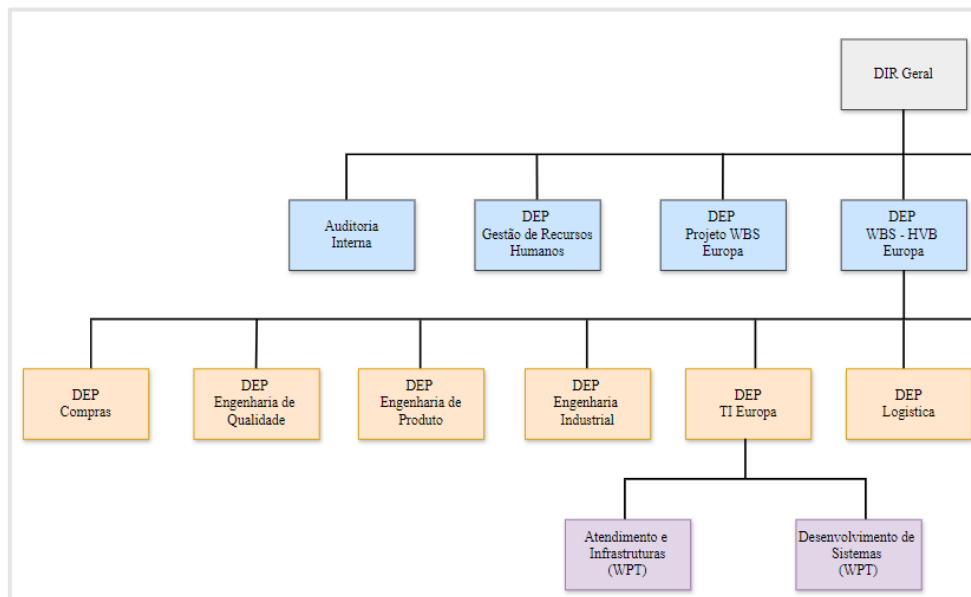 DIR Geral
Auditoria
Interna
DEP
Gestão de Recursos
Humanos
DEP
Projeto WBS
Europa
DEP
WBS - HVB
Europa
DEP
Compras
DEP
Engenharia de
Qualidade
DEP
Engenharia de
Produto
DEP
Engenharia
Industrial
DEP
TI Europa
DEP
Logistica
Atendimento e
Infrastruturas
(WPT)
Desenvolvimento de
Sistemas
(WPT)